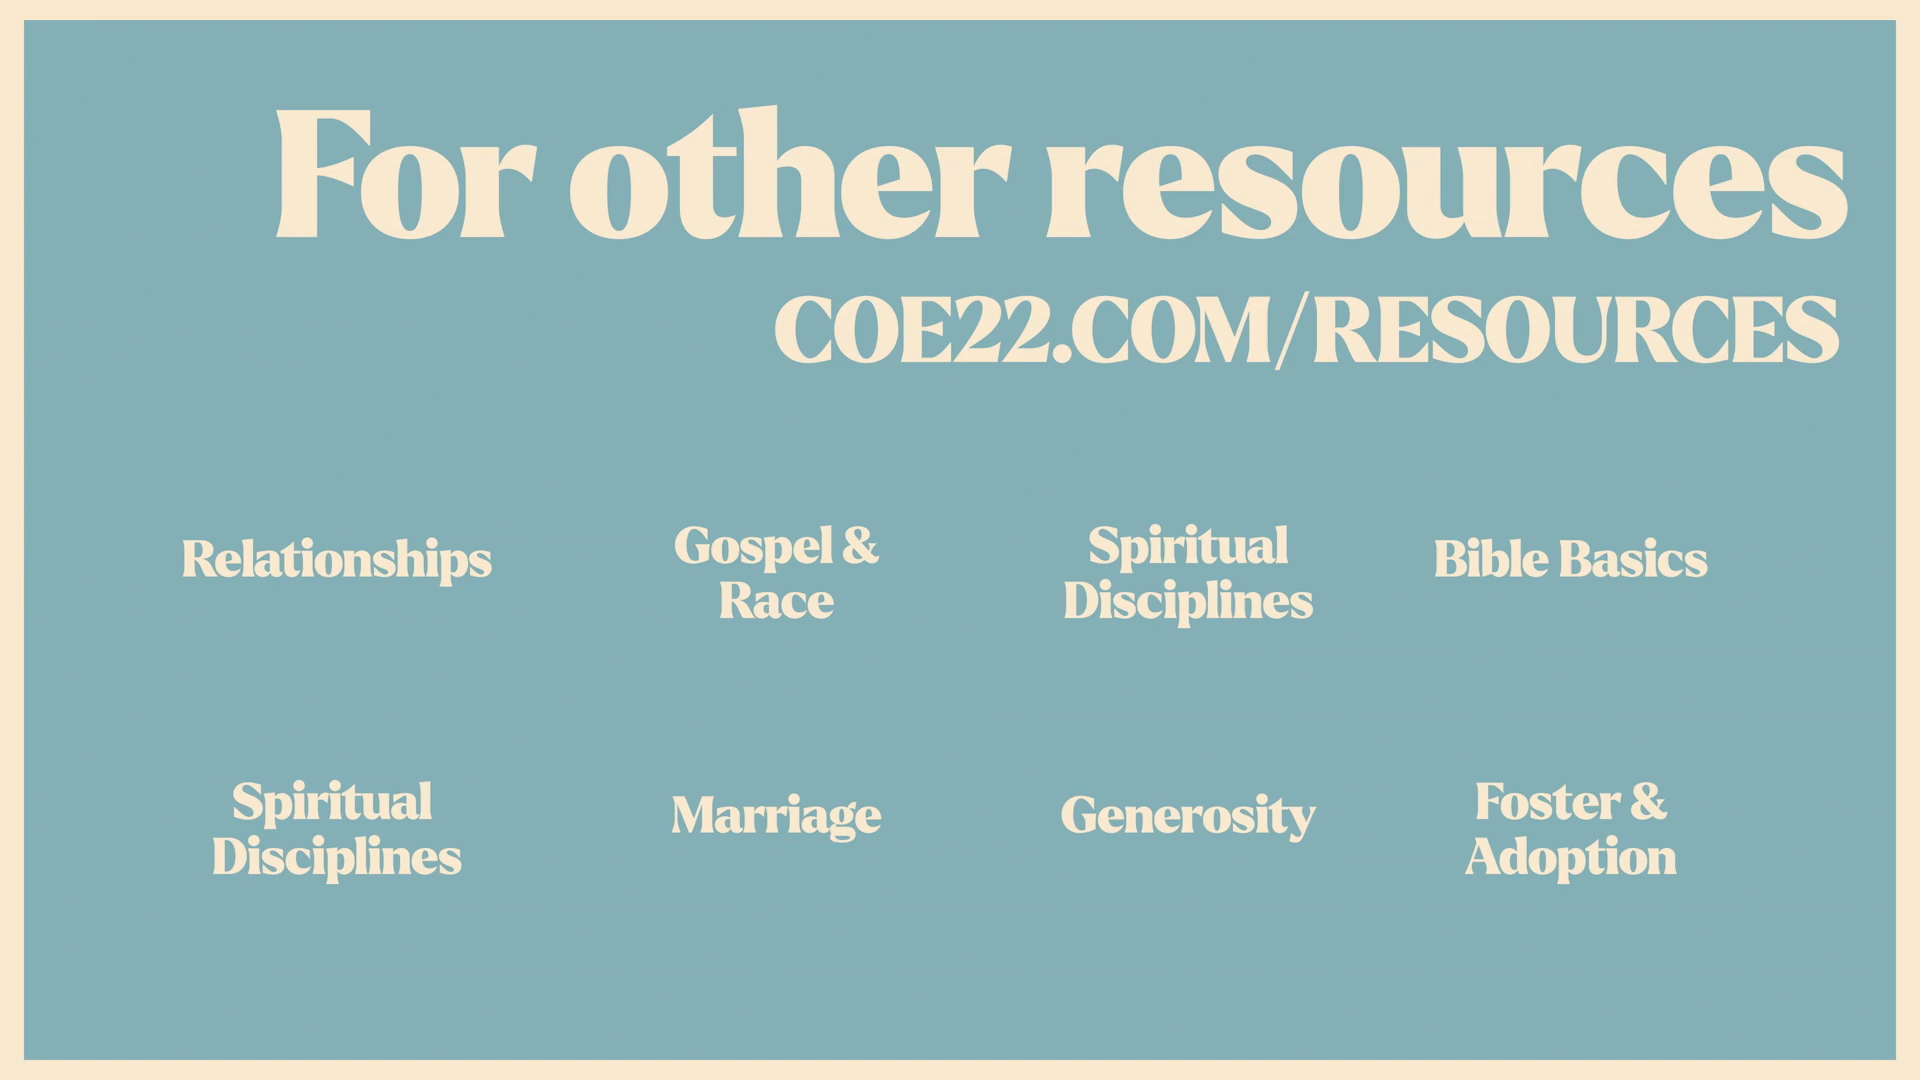 For other resources
COE22.COM/RESOURCES
Relationships
Gospel &
Race
Spiritual
Disciplines
Bible Basics
Spiritual
Disciplines
Marriage
Generosity
Foster &
Adoption